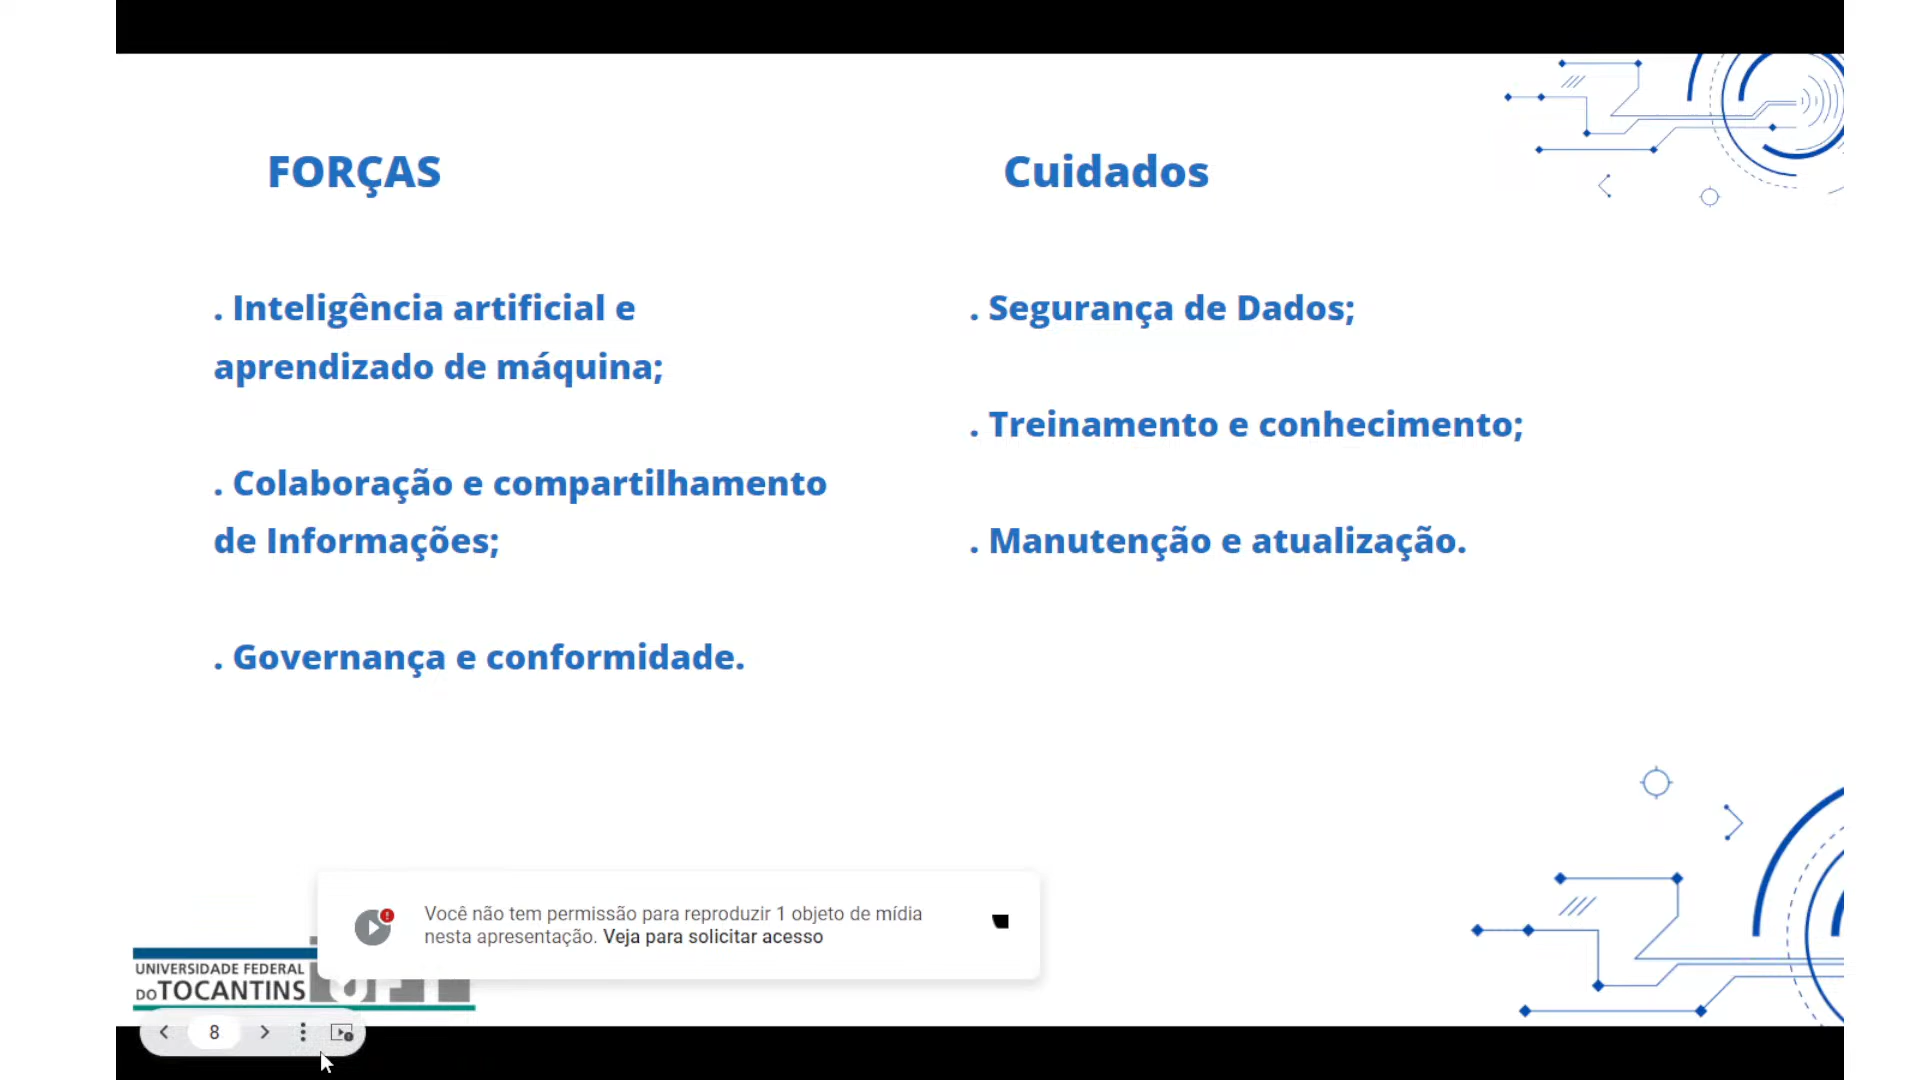 FORÇAS
. Inteligência artificial e
aprendizado de máquina;
. Colaboração e compartilhamento
de Informações;
. Governança e conformidade.
Cuidados
. Segurança de Dados;
. Treinamento e conhecimento;
. Manutenção e atualização.
Você não tem permissão para reproduzir 1 objeto de mídia
nesta apresentação. Veja para solicitar acesso
UNIVERSIDADE FEDERAL
DO TOCANTINS
8